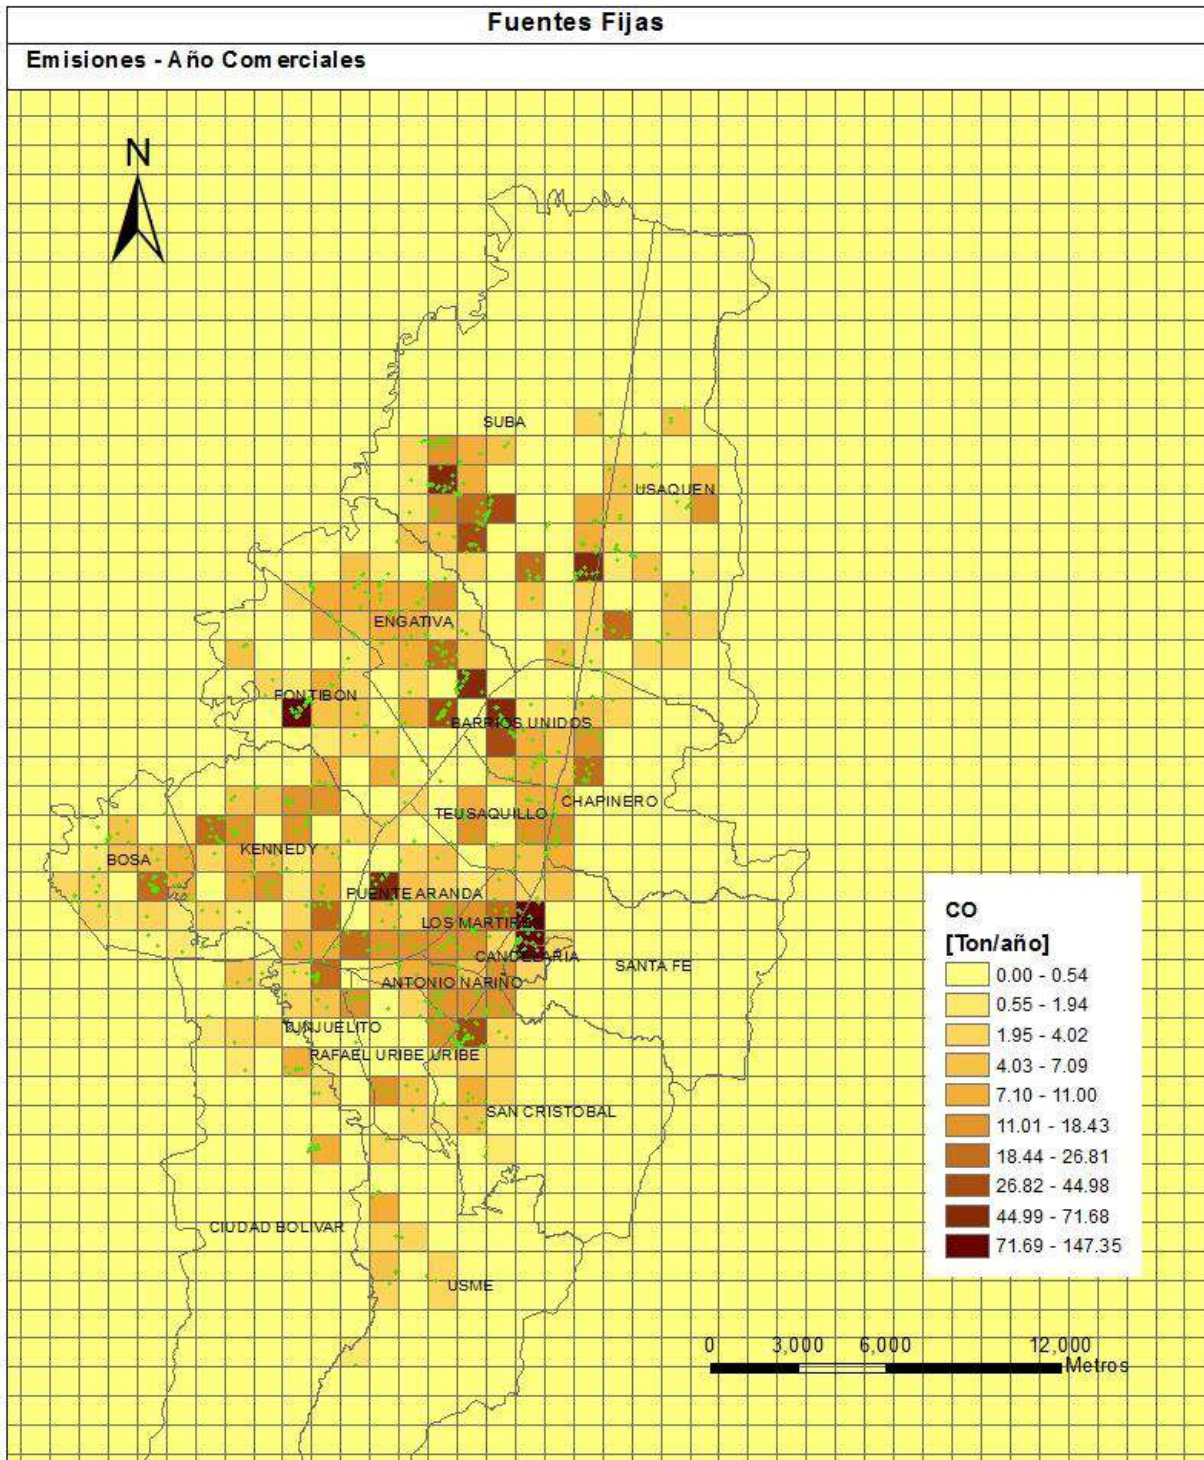 Fuentes Fijas
Emisiones - Año Comerciales
N
SUBA
USAQUEN
ENGATIVA
FONTIBON
BARRIOS UNIDOS
CHAPINERO
TEUSAQUILLO
KENNEDY
BOSA
PUENTE ARANDA
LOS MARTIRES
CANDELARIA
SANTA FE
ANTONIO NARIÑO
TUNJUELITO
RAFAEL URIBE URIBE
SAN CRISTOBAL
CIUDAD BOLIVAR
USME
CO
[Ton/año]
0.00 - 0.54
0.55 - 1.94
1.95 - 4.02
4.03 - 7.09
7.10 - 11.00
11.01 - 18.43
18.44 - 26.81
26.82 - 44.98
44.99 - 71.68
71.69 - 147.35
0 3,000 6,000 12,000
Metros